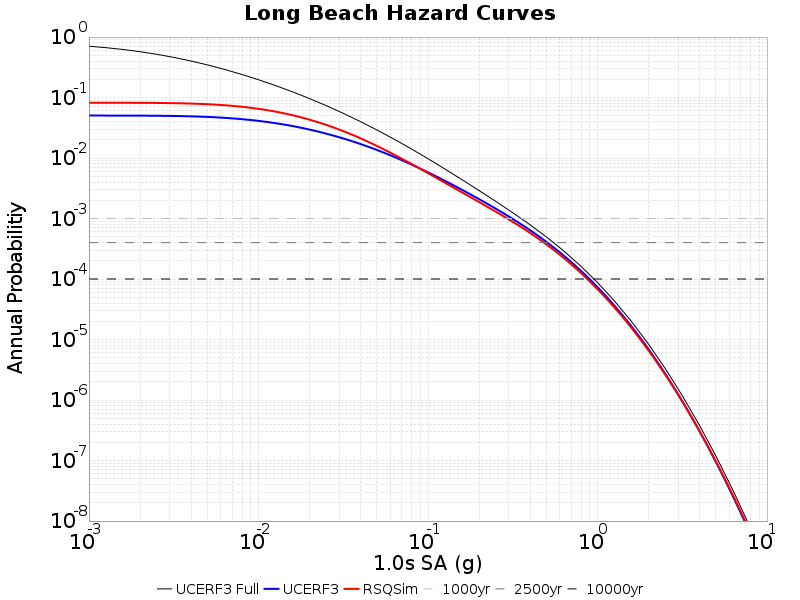 Long Beach Hazard Curves
Annual Probabilitiy
10^0
10^-1
10^-2
10^-3
10^-4
10^-5
10^-6
10^-7
10^-8
10^-3 10^-2 10^-1 10^0 10^1
1.0s SA (g)
UCERF3 Full UCERF3 RSQSim 1000yr 2500yr 10000yr